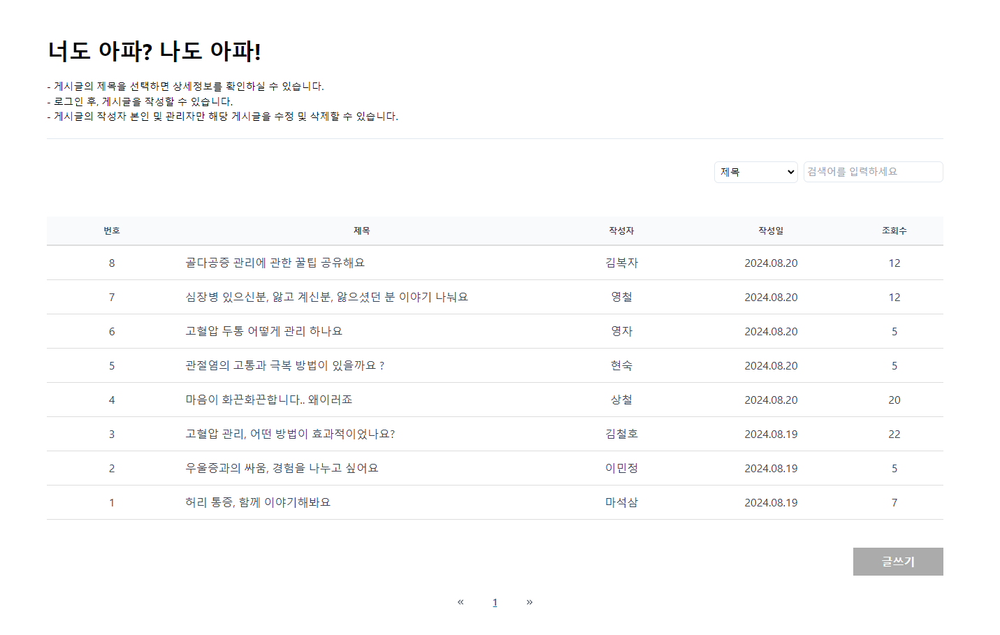 너도 아파? 나도 아파!
- 게시글의 제목을 선택하면 상세정보를 확인하실 수 있습니다.
- 로그인 후, 게시글을 작성할 수 있습니다.
- 게시글의 작성자 본인 및 관리자만 해당 게시글을 수정 및 삭제할 수 있습니다.
제목 검색어를 입력하세요
번호 제목 작성자 작성일 조회수
8 골다공증 관리에 관한 꿀팁 공유해요 김복자 2024.08.20 12
7 심장병 있으신분, 앓고 계신분, 앓으셨던 분 이야기 나눠요 영철 2024.08.20 12
6 고혈압 두통 어떻게 관리 하나요 영자 2024.08.20 5
5 관절염의 고통과 극복 방법이 있을까요 ? 현숙 2024.08.20 5
4 마음이 화끈화끈합니다.. 왜이러죠 상철 2024.08.20 20
3 고혈압 관리, 어떤 방법이 효과적이었나요? 김철호 2024.08.19 22
2 우울증과의 싸움, 경험을 나누고 싶어요 이민정 2024.08.19 5
1 허리 통증, 함께 이야기해봐요 마석삼 2024.08.19 7
글쓰기
« 1 »